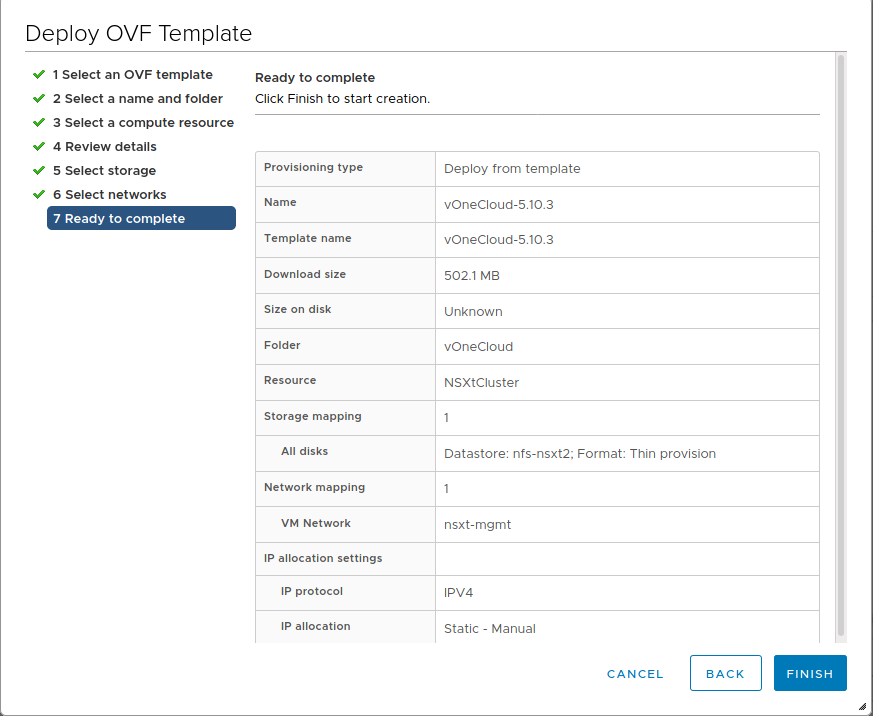 Deploy OVF Template
1 Select an OVF template
2 Select a name and folder
3 Select a compute resource
4 Review details
5 Select storage
6 Select networks
7 Ready to complete
Ready to complete
Click Finish to start creation.
Provisioning type Deploy from template
Name vOneCloud-5.10.3
Template name vOneCloud-5.10.3
Download size 502.1 MB
Size on disk Unknown
Folder vOneCloud
Resource NSXtCluster
Storage mapping 1
All disks Datastore: nfs-nsxt2; Format: Thin provision
Network mapping 1
VM Network nsxt-mgmt
IP allocation settings
IP protocol IPV4
IP allocation Static - Manual
CANCEL BACK FINISH